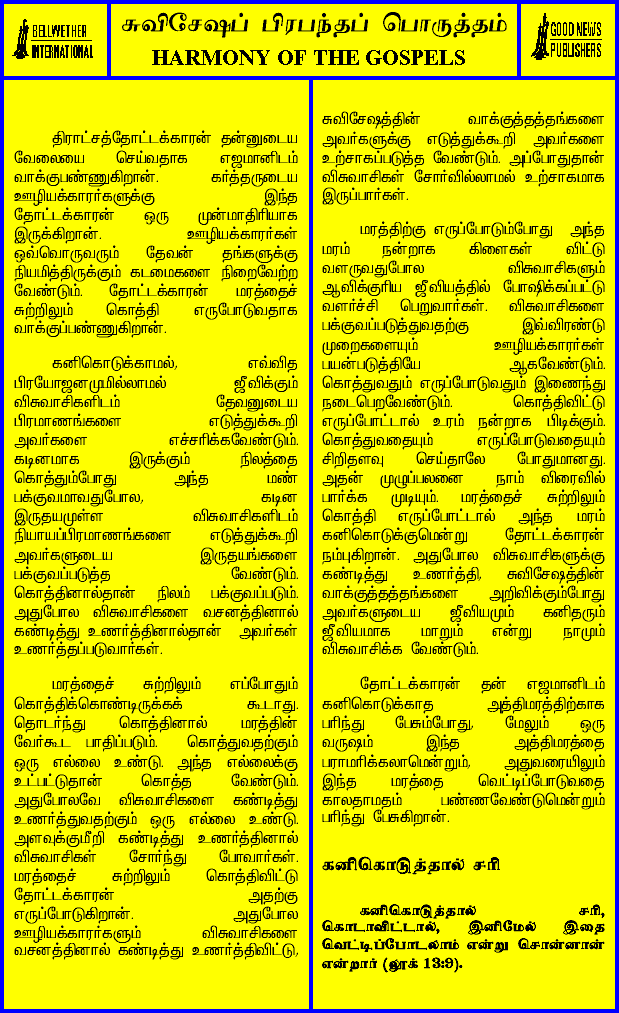 BELLWETHER
INTERNATIONAL
சுவிசேஷப் பிரபந்தப் பொருத்தம்
HARMONY OF THE GOSPELS
GOOD NEWS
PUBLISHERS
திராட்சத்தோட்டக்காரன் தன்னுடைய
வேலையை செய்வதாக எஜமானிடம்
வாக்குபண்ணுகிறான். கர்த்தருடைய
ஊழியக்காரர்களுக்கு இந்த
தோட்டக்காரன் ஒரு முன்மாதிரியாக
இருக்கிறான். ஊழியக்காரர்கள்
ஒவ்வொருவரும் தேவன் தங்களுக்கு
நியமித்திருக்கும் கடமைகளை நிறைவேற்ற
வேண்டும். தோட்டக்காரன் மரத்தைச்
சுற்றிலும் கொத்தி எருபோடுவதாக
வாக்குப்பண்ணுகிறான்.
கனிகொடுக்காமல், எவ்வித
பிரயோஜனமுமில்லாமல் ஜீவிக்கும்
விசுவாசிகளிடம் தேவனுடைய
பிரமாணங்களை எடுத்துக்கூறி
அவர்களை எச்சரிக்கவேண்டும்.
கடினமாக இருக்கும் நிலத்தை
கொத்தும்போது அந்த மண்
பக்குவமாவதுபோல, கடின
இருதயமுள்ள விசுவாசிகளிடம்
நியாயப்பிரமாணங்களை எடுத்துக்கூறி
அவர்களுடைய இருதயங்களை
பக்குவப்படுத்த வேண்டும்.
கொத்தினால்தான் நிலம் பக்குவப்படும்.
அதுபோல விசுவாசிகளை வசனத்தினால்
கண்டித்து உணர்த்தினால்தான் அவர்கள்
உணர்த்தப்படுவார்கள்.
மரத்தைச் சுற்றிலும் எப்போதும்
கொத்திக்கொண்டிருக்கக் கூடாது.
தொடர்ந்து கொத்தினால் மரத்தின்
வேர்கூட பாதிப்படும். கொத்துவதற்கும்
ஒரு எல்லை உண்டு. அந்த எல்லைக்கு
உட்பட்டுதான் கொத்த வேண்டும்.
அதுபோலவே விசுவாசிகளை கண்டித்து
உணர்த்துவதற்கும் ஒரு எல்லை உண்டு.
அளவுக்குமீறி கண்டித்து உணர்த்தினால்
விசுவாசிகள் சோர்ந்து போவார்கள்.
மரத்தைச் சுற்றிலும் கொத்திவிட்டு
தோட்டக்காரன் அதற்கு
எருப்போடுகிறான். அதுபோல
ஊழியக்காரர்களும் விசுவாசிகளை
வசனத்தினால் கண்டித்து உணர்த்திவிட்டு,
சுவிசேஷத்தின் வாக்குத்தத்தங்களை
அவர்களுக்கு எடுத்துக்கூறி அவர்களை
உற்சாகப்படுத்த வேண்டும். அப்போதுதான்
விசுவாசிகள் சோர்வில்லாமல் உற்சாகமாக
இருப்பார்கள்.
மரத்திற்கு எருப்போடும்போது அந்த
மரம் நன்றாக கிளைகள் விட்டு
வளருவதுபோல விசுவாசிகளும்
ஆவிக்குரிய ஜீவியத்தில் போஷிக்கப்பட்டு
வளர்ச்சி பெறுவார்கள். விசுவாசிகளை
பக்குவப்படுத்துவதற்கு இவ்விரண்டு
முறைகளையும் ஊழியக்காரர்கள்
பயன்படுத்தியே ஆகவேண்டும்.
கொத்துவதும் எருப்போடுவதும் இணைந்து
நடைபெறவேண்டும். கொத்திவிட்டு
எருப்போட்டால் உரம் நன்றாக பிடிக்கும்.
கொத்துவதையும் எருப்போடுவதையும்
சிறிதளவு செய்தாலே போதுமானது.
அதன் முழுப்பலனை நாம் விரைவில்
பார்க்க முடியும். மரத்தைச் சுற்றிலும்
கொத்தி எருப்போட்டால் அந்த மரம்
கனிகொடுக்குமென்று தோட்டக்காரன்
நம்புகிறான். அதுபோல விசுவாசிகளுக்கு
கண்டித்து உணர்த்தி, சுவிசேஷத்தின்
வாக்குத்தத்தங்களை அறிவிக்கும்போது
அவர்களுடைய ஜீவியமும் கனிதரும்
ஜீவியமாக மாறும் என்று நாமும்
விசுவாசிக்க வேண்டும்.
தோட்டக்காரன் தன் எஜமானிடம்
கனிகொடுக்காத அத்திமரத்திற்காக
பரிந்து பேசும்போது, மேலும் ஒரு
வருஷம் இந்த அத்திமரத்தை
பராமரிக்கலாமென்றும், அதுவரையிலும்
இந்த மரத்தை வெட்டிப்போடுவதை
காலதாமதம் பண்ணவேண்டுமென்றும்
பரிந்து பேசுகிறான்.
கனிகொடுத்தால் சரி
கனிகொடுத்தால் சரி,
கொடாவிட்டால், இனிமேல் இதை
வெட்டிப்போடலாம் என்று சொன்னான்
என்றார் (லூக் 13:9).